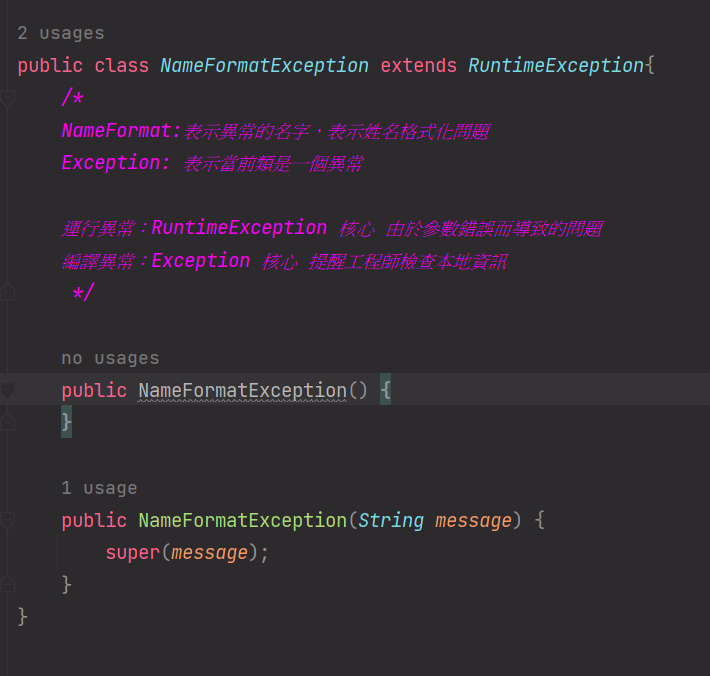 2 usages
public class NameFormatException extends RuntimeException{
/*
NameFormat:表示異常的名字，表示姓名格式化問題
Exception: 表示當前類是一個異常
運行異常：RuntimeException 核心 由於參數錯誤而導致的問題
編譯異常：Exception 核心 提醒工程師檢查本地資訊
*/
no usages
public NameFormatException() {
}
1 usage
public NameFormatException(String message) {
super(message);
}
}